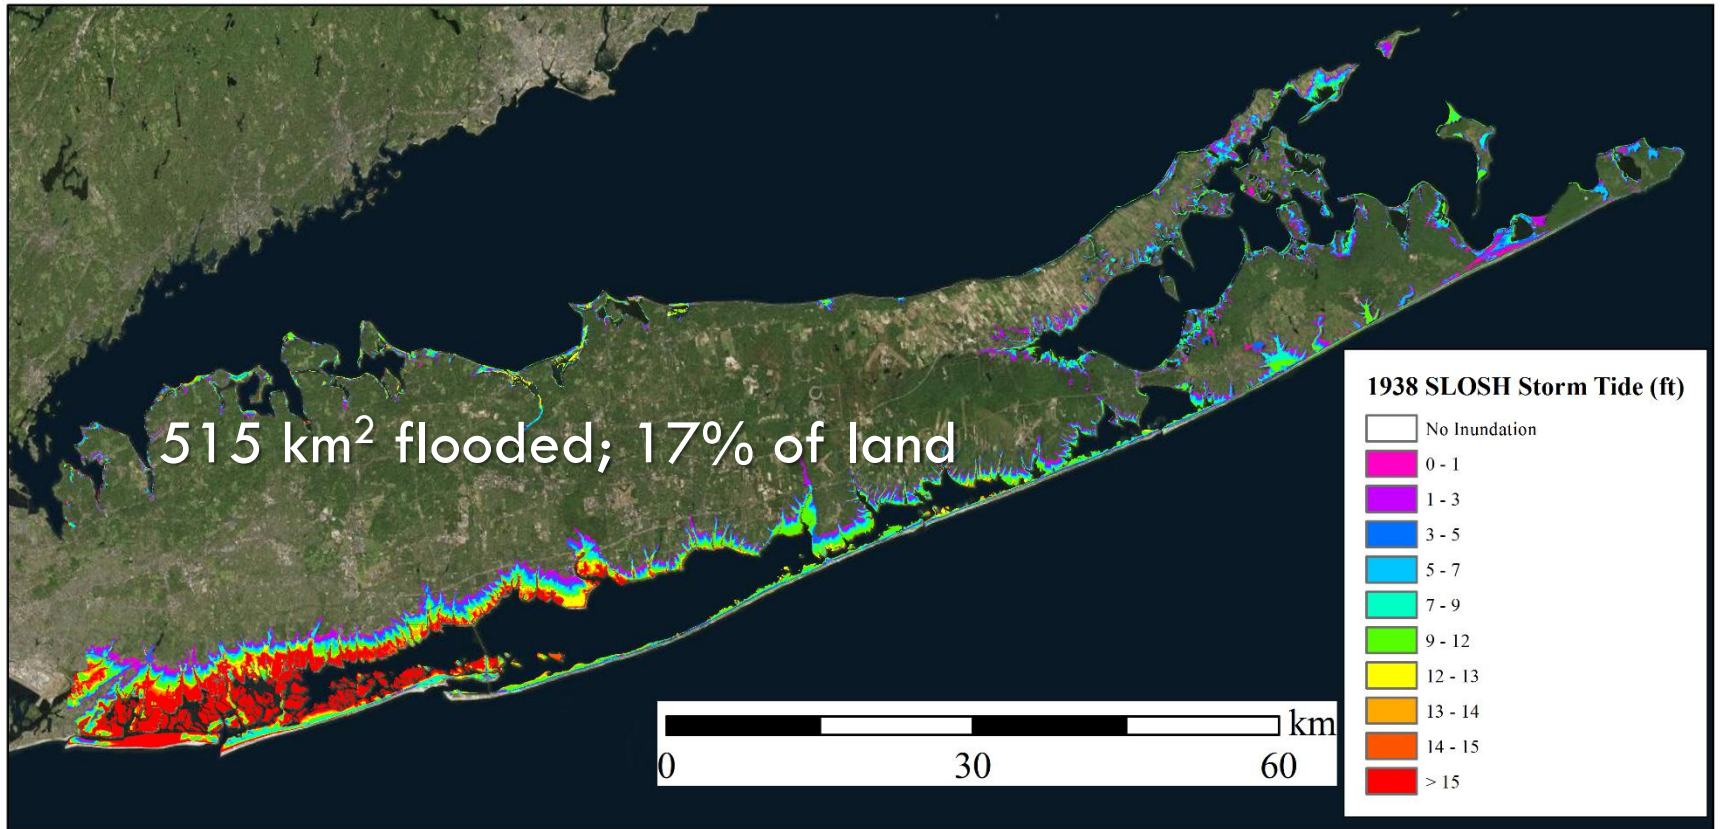 515 km² flooded; 17% of land
1938 SLOSH Storm Tide (ft)
No Inundation
0 - 1
1 - 3
3 - 5
5 - 7
7 - 9
9 - 12
12 - 13
13 - 14
14 - 15
> 15
km
0 30 60